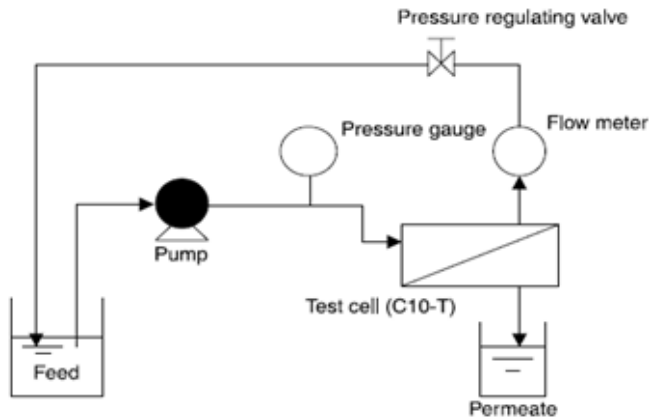 Pressure regulating valve
Pressure gauge
Flow meter
Pump
Test cell (C10-T)
Feed
Permeate